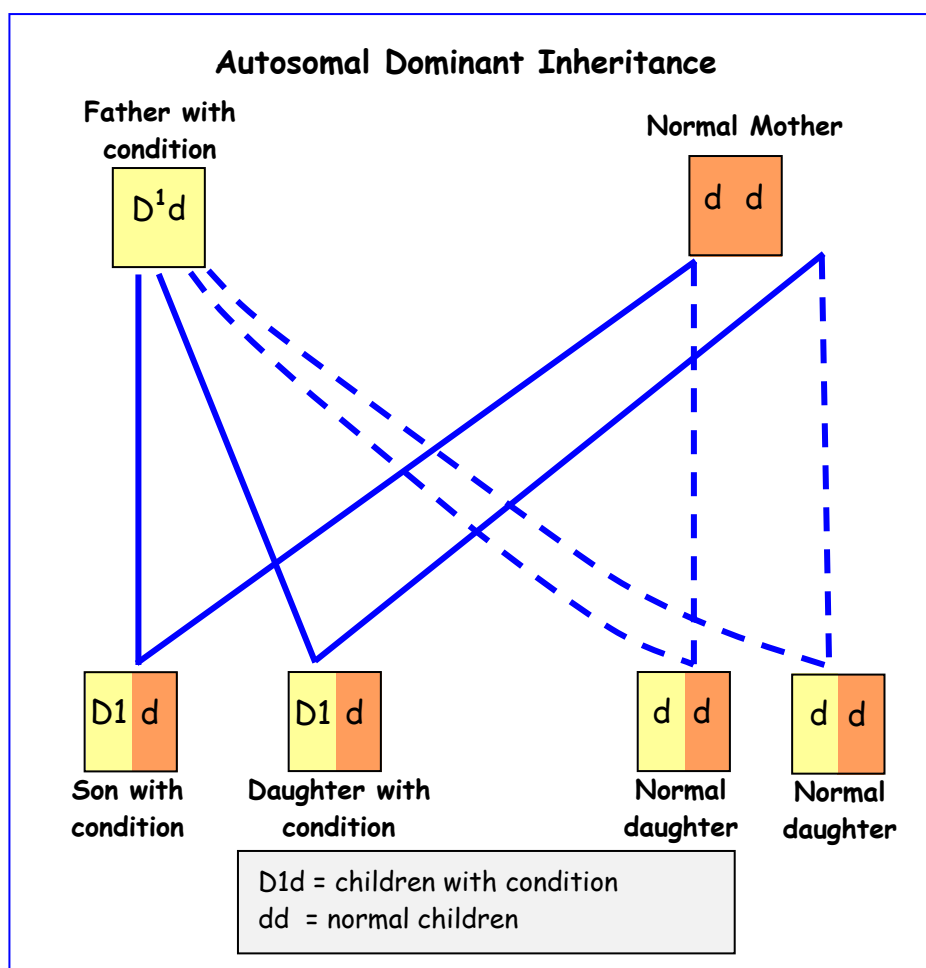 Autosomal Dominant Inheritance
Father with
condition
Normal Mother
D¹d
d d
D1 d
D1 d
d d
d d
Son with
condition
Daughter with
condition
Normal
daughter
Normal
daughter
D1d = children with condition
dd = normal children